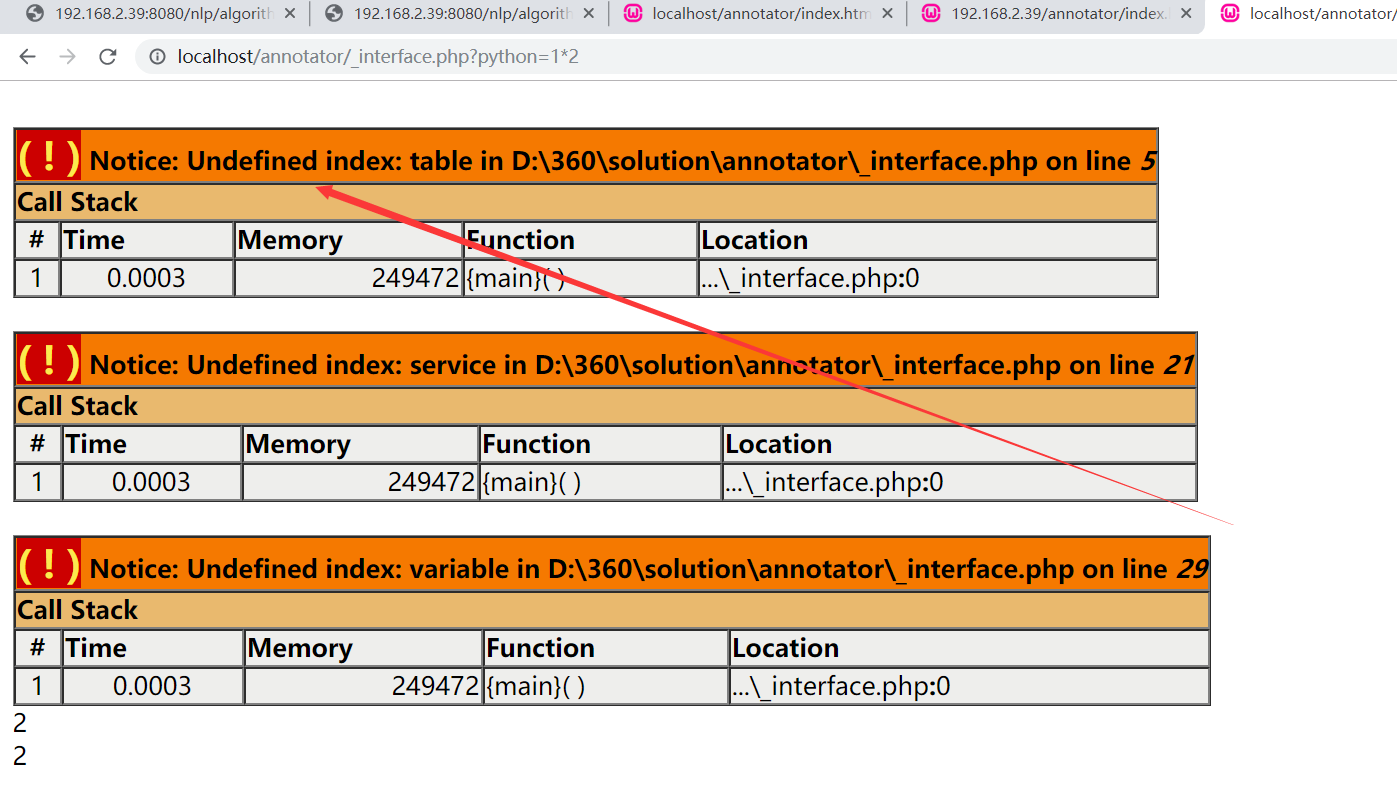 192.168.2.39:8080/nlp/algorith
192.168.2.39:8080/nlp/algorith
localhost/annotator/index.htm
192.168.2.39/annotator/index.
localhost/annotator/
localhost/annotator/_interface.php?python=1*2
( ! ) Notice: Undefined index: table in D:\360\solution\annotator\_interface.php on line 5
Call Stack
# Time Memory Function Location
1 0.0003 249472 {main}( ) ...\_interface.php:0
( ! ) Notice: Undefined index: service in D:\360\solution\annotator\_interface.php on line 21
Call Stack
# Time Memory Function Location
1 0.0003 249472 {main}( ) ...\_interface.php:0
( ! ) Notice: Undefined index: variable in D:\360\solution\annotator\_interface.php on line 29
Call Stack
# Time Memory Function Location
1 0.0003 249472 {main}( ) ...\_interface.php:0
2
2